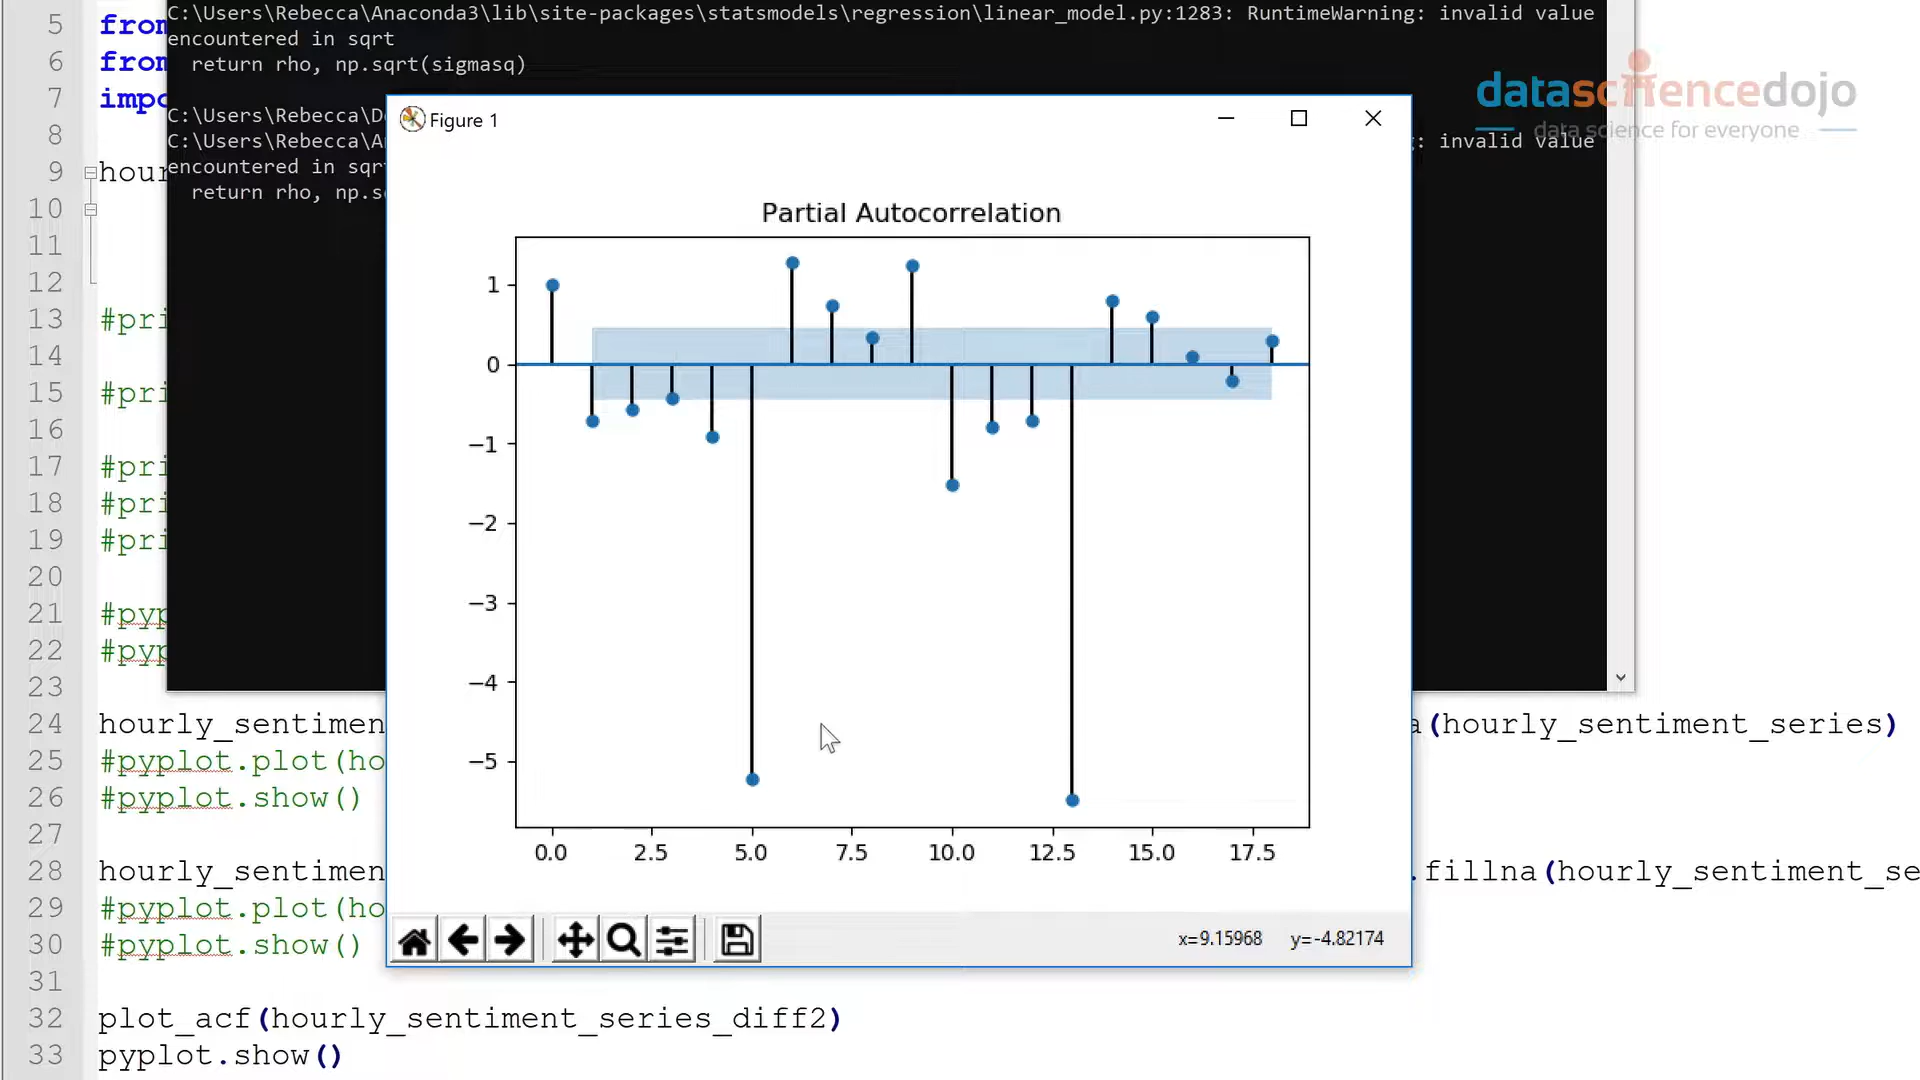 C:\Users\Rebecca\Anaconda3\lib\site-packages\statsmodels\regression\linear_model.py:1283: RuntimeWarning: invalid value
encountered in sqrt
return rho, np.sqrt(sigmasq)
C:\Users\Rebecca\D
C:\Users\Rebecca\A
: invalid value
encountered in sqr
return rho, np.s
datasciencedojo
data science for everyone
Figure 1
Partial Autocorrelation
1
0
−1
−2
−3
−4
−5
0.0 2.5 5.0 7.5 10.0 12.5 15.0 17.5
x=9.15968 y=-4.82174
5 from
6 from
7 impo
8
9 hour
10
11
12
13 #pri
14
15 #pri
16
17 #pri
18 #pri
19 #pri
20
21 #pyp
22 #pyp
23
24 hourly_sentimen a(hourly_sentiment_series)
25 #pyplot.plot(ho
26 #pyplot.show()
27
28 hourly_sentimen .fillna(hourly_sentiment_se
29 #pyplot.plot(ho
30 #pyplot.show()
31
32 plot_acf(hourly_sentiment_series_diff2)
33 pyplot.show()